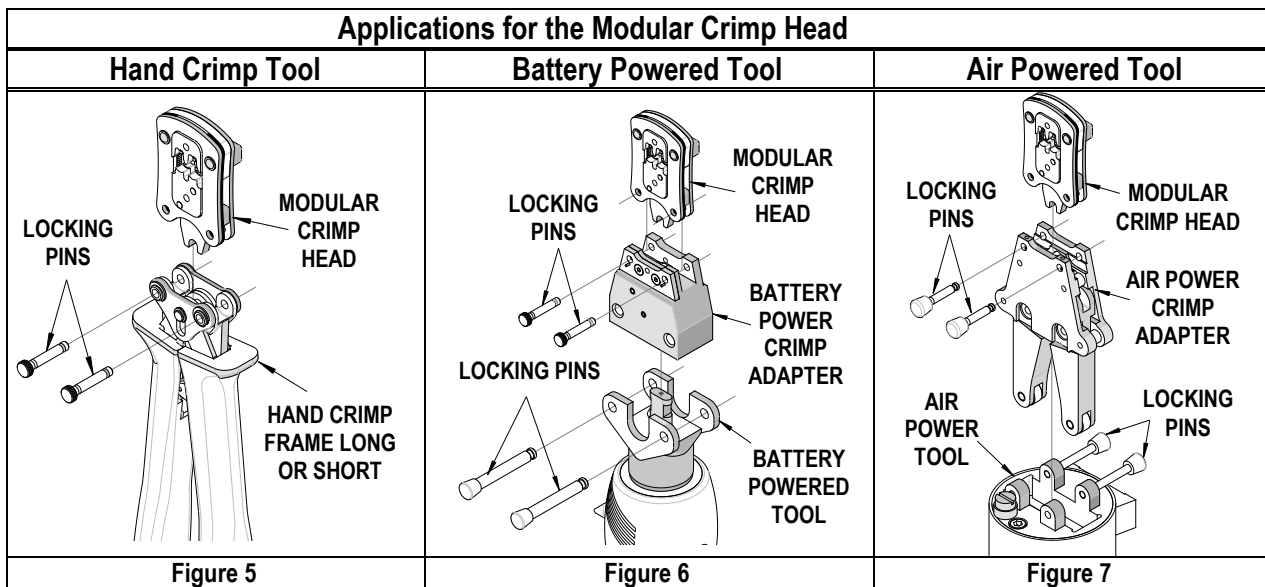 Applications for the Modular Crimp Head
Hand Crimp Tool
Battery Powered Tool
Air Powered Tool
MODULAR
CRIMP
HEAD
LOCKING
PINS
HAND CRIMP
FRAME LONG
OR SHORT
MODULAR
CRIMP
HEAD
LOCKING
PINS
BATTERY
POWER
CRIMP
ADAPTER
LOCKING PINS
BATTERY
POWERED
TOOL
LOCKING
PINS
MODULAR
CRIMP HEAD
AIR POWER
CRIMP
ADAPTER
AIR
POWER
TOOL
LOCKING
PINS
Figure 5
Figure 6
Figure 7